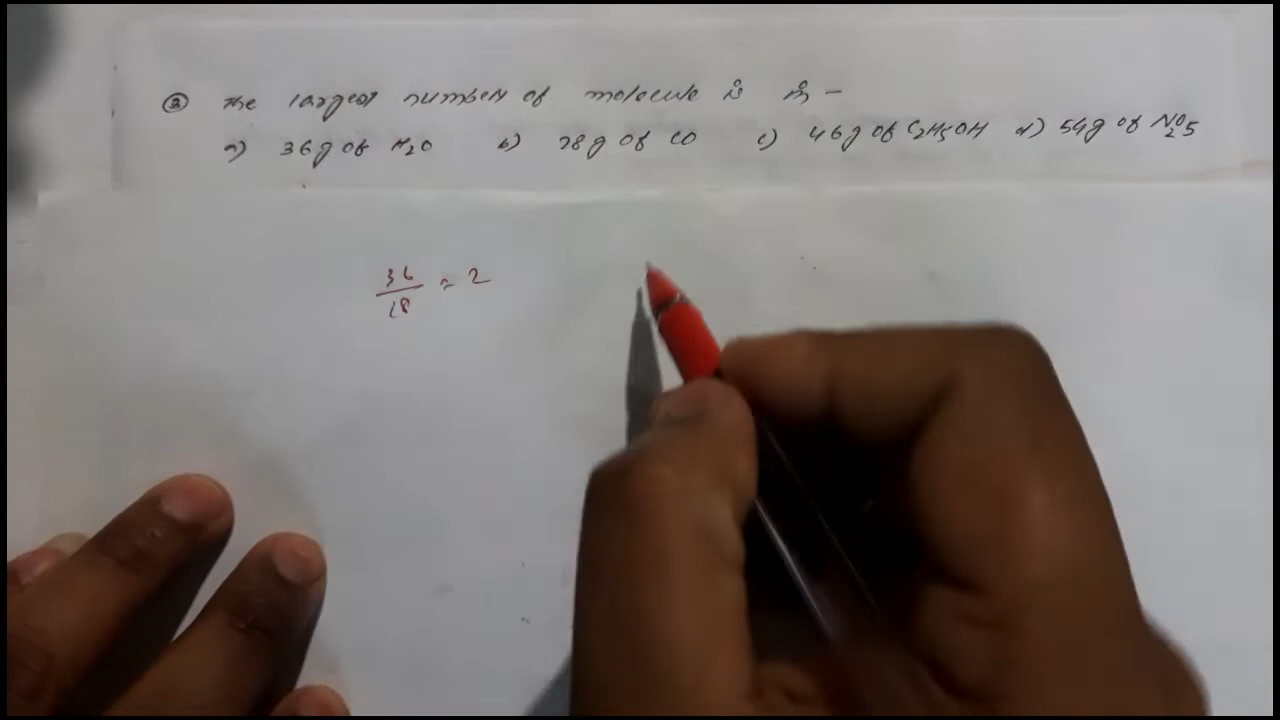 ② The largest number of molecule is in -
a) 36g of H2O b) 28g of CO c) 46g of C2H5OH d) 54g of N2O5
36/18 = 2